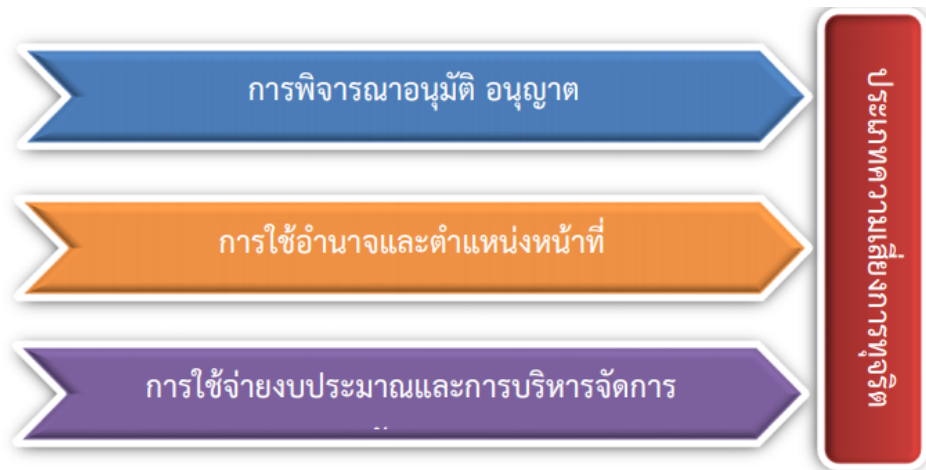 การพิจารณาอนุมัติ อนุญาต
การใช้อำนาจและตำแหน่งหน้าที่
การใช้จ่ายงบประมาณและการบริหารจัดการ
ประเภทความเสี่ยงการทุจริต